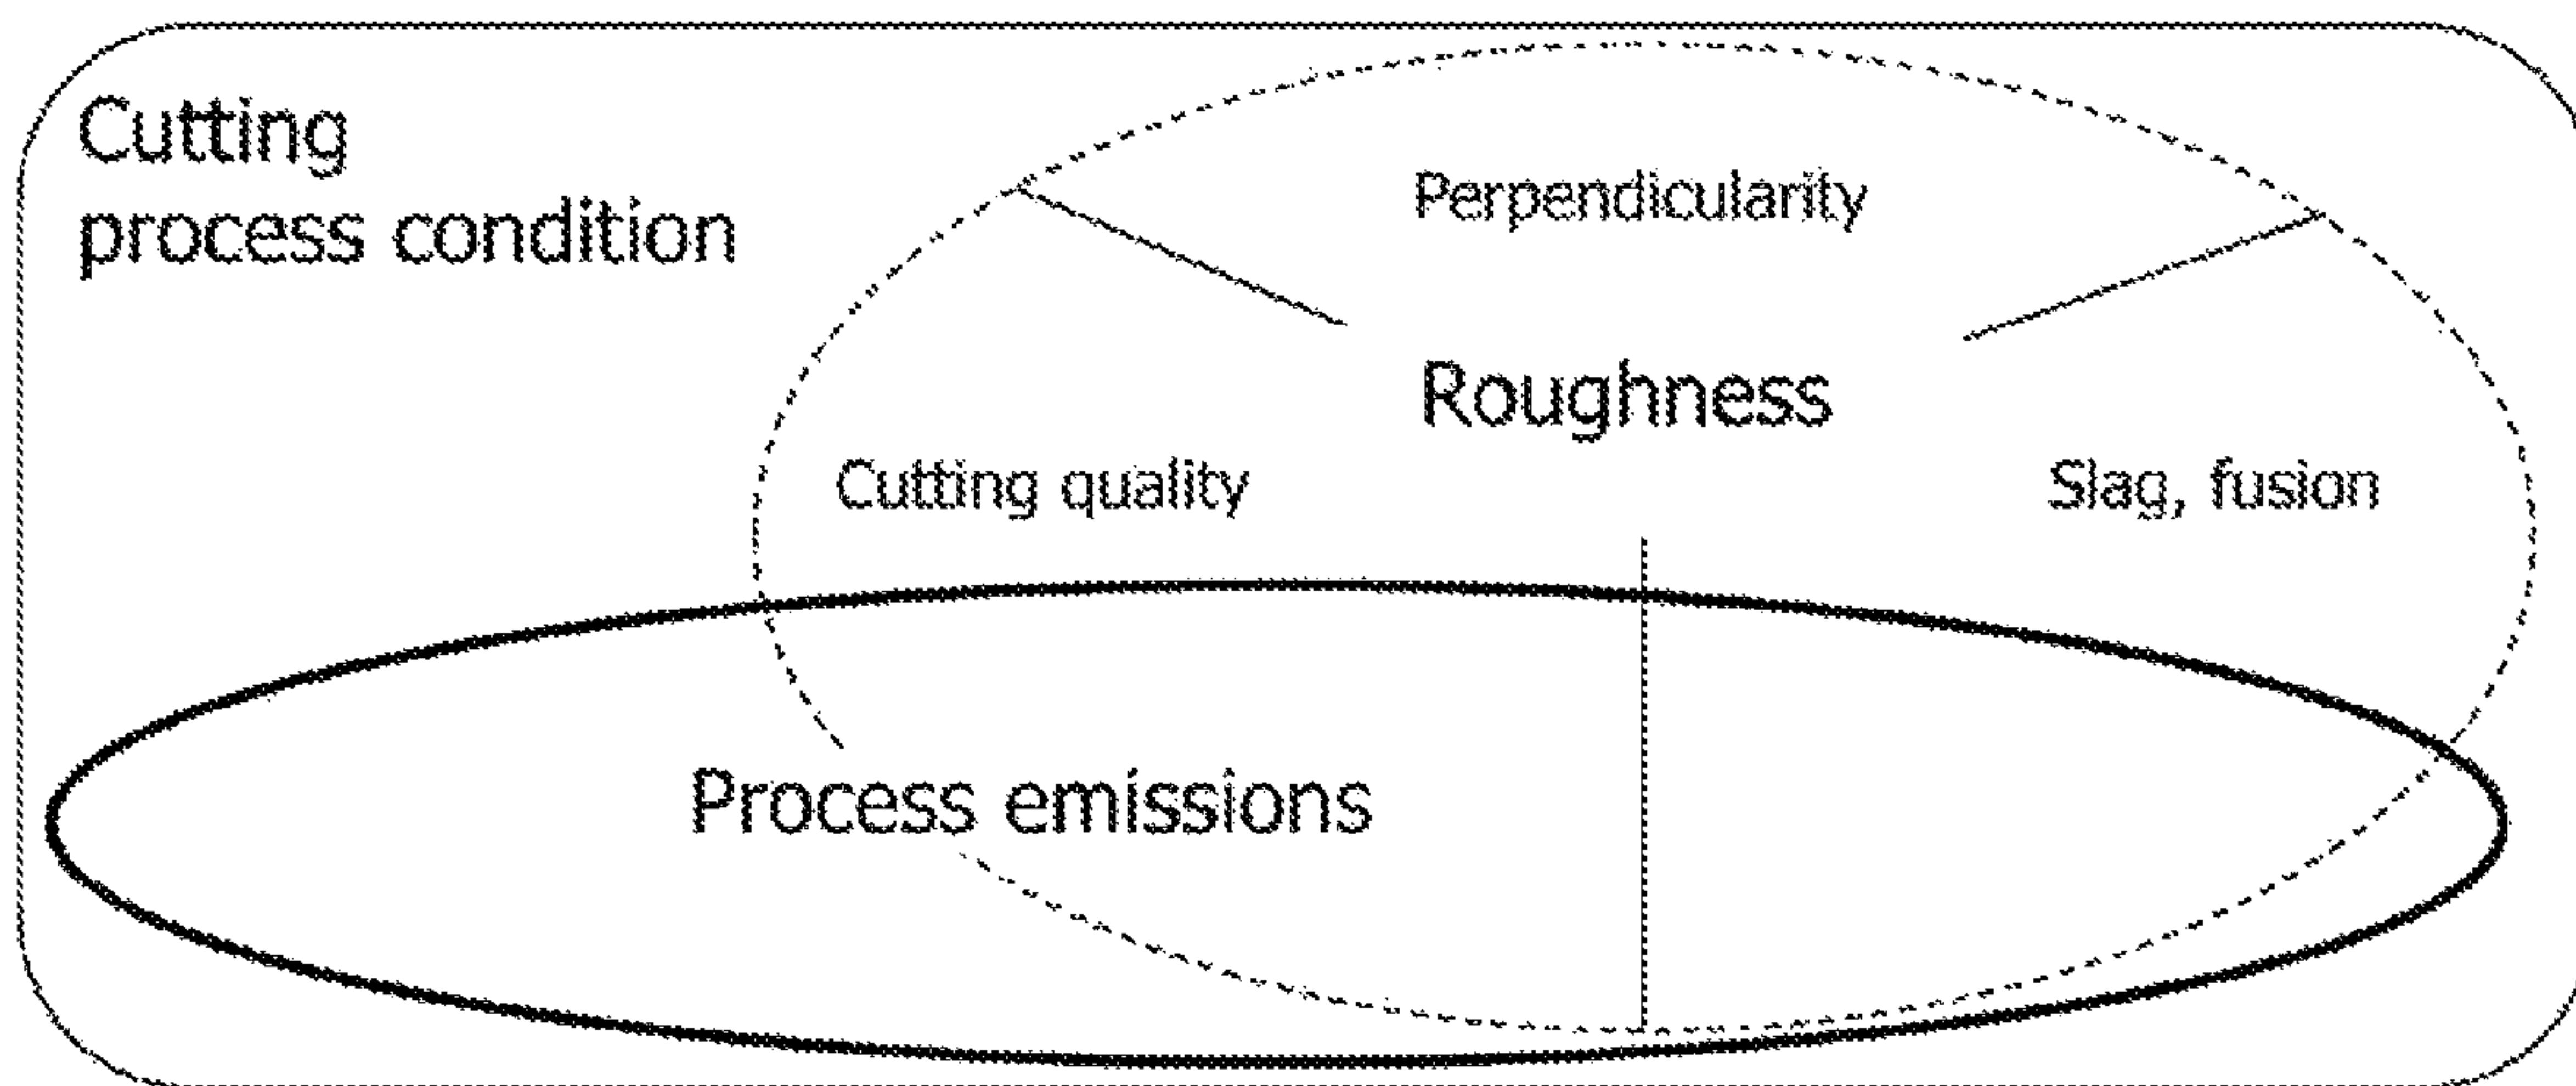 Cutting
process condition
Perpendicularity
Roughness
Cutting quality
Slag, fusion
Process emissions